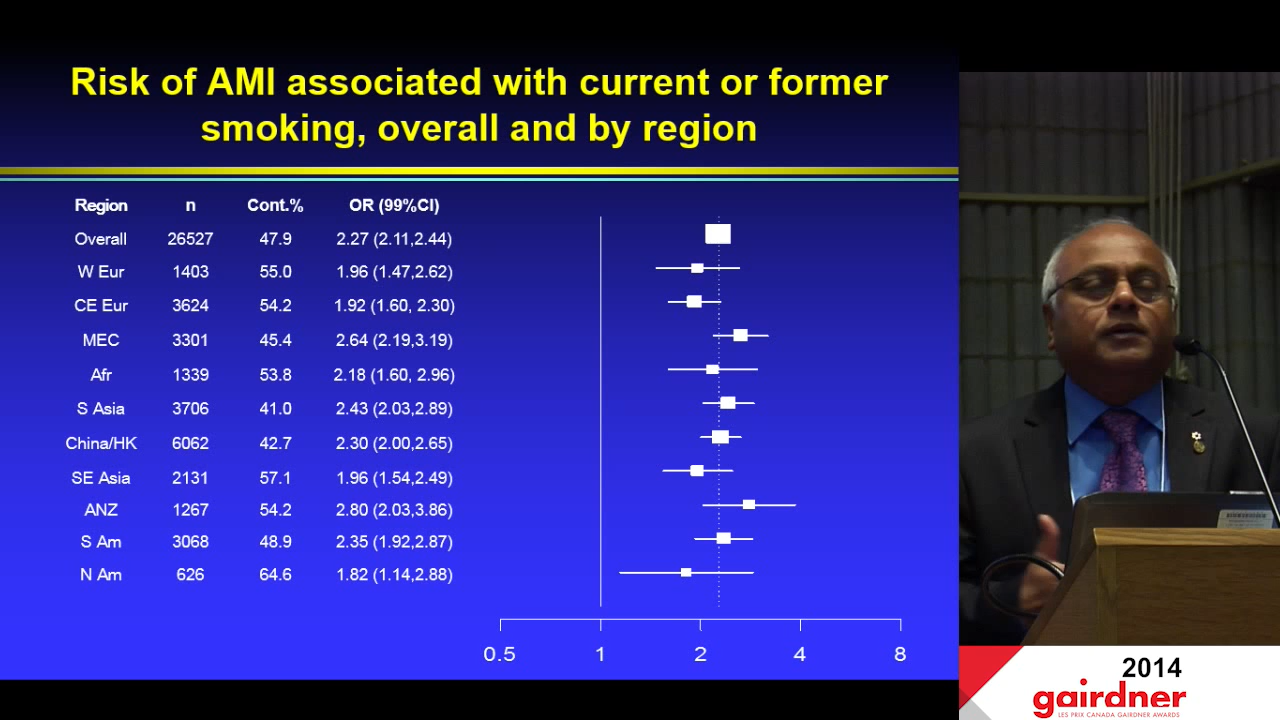 Risk of AMI associated with current or former
smoking, overall and by region
Region n Cont.% OR (99%CI)
Overall 26527 47.9 2.27 (2.11,2.44)
W Eur 1403 55.0 1.96 (1.47,2.62)
CE Eur 3624 54.2 1.92 (1.60, 2.30)
MEC 3301 45.4 2.64 (2.19,3.19)
Afr 1339 53.8 2.18 (1.60, 2.96)
S Asia 3706 41.0 2.43 (2.03,2.89)
China/HK 6062 42.7 2.30 (2.00,2.65)
SE Asia 2131 57.1 1.96 (1.54,2.49)
ANZ 1267 54.2 2.80 (2.03,3.86)
S Am 3068 48.9 2.35 (1.92,2.87)
N Am 626 64.6 1.82 (1.14,2.88)
0.5 1 2 4 8
2014
gairdner
LES PRIX CANADA GAIRDNER AWARDS